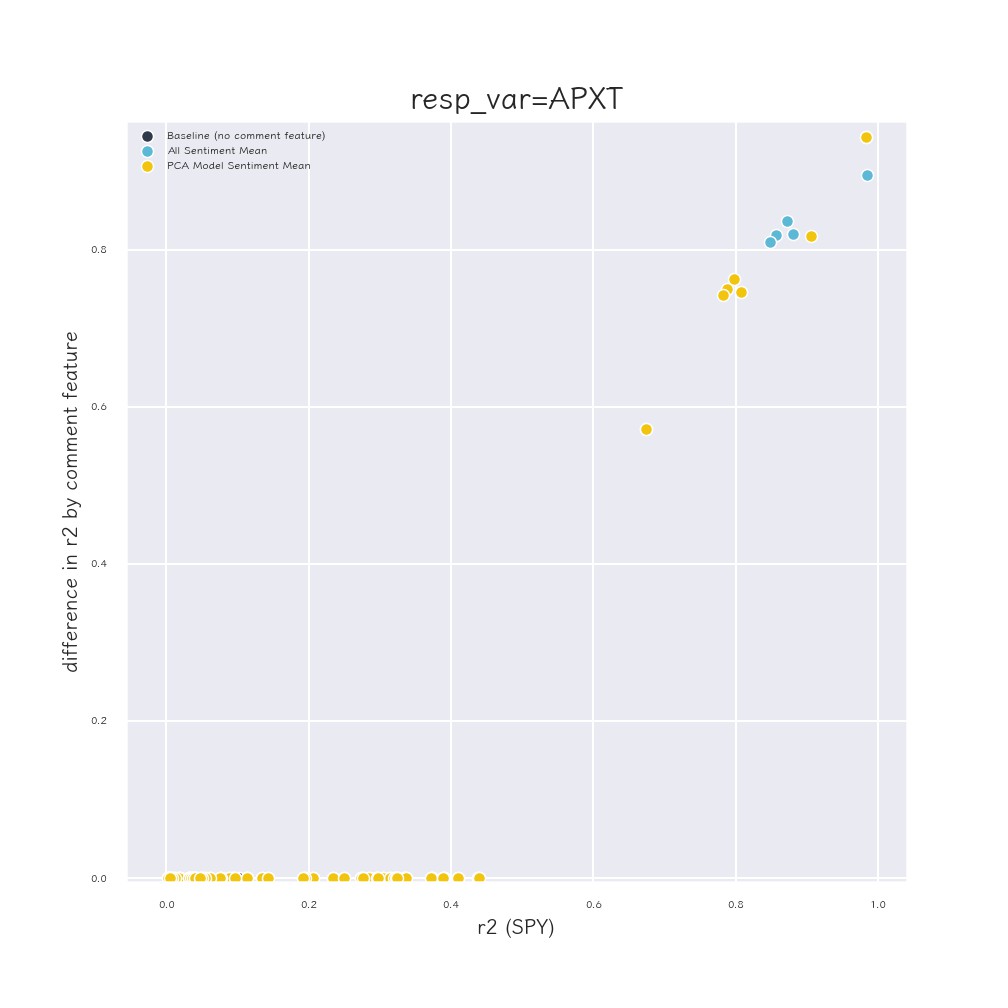 resp_var=APXT
Baseline (no comment feature)
All Sentiment Mean
PCA Model Sentiment Mean
difference in r2 by comment feature
0.8
0.6
0.4
0.2
0.0
0.0 0.2 0.4 0.6 0.8 1.0
r2 (SPY)